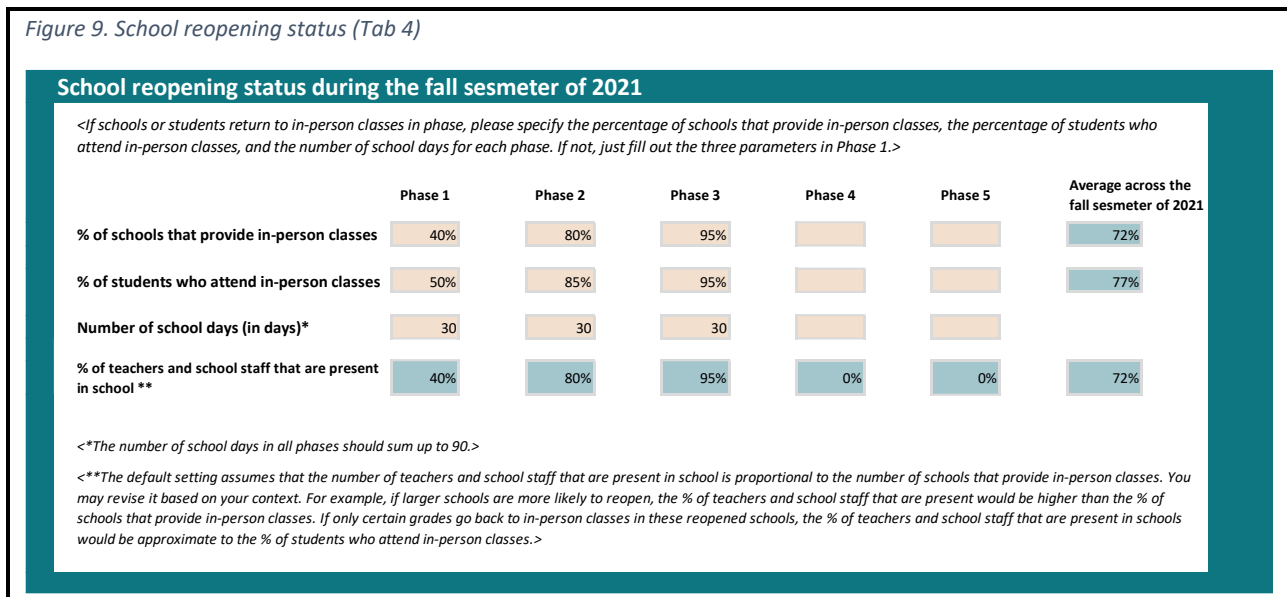 Figure 9. School reopening status (Tab 4)
School reopening status during the fall sesmeter of 2021
<If schools or students return to in-person classes in phase, please specify the percentage of schools that provide in-person classes, the percentage of students who
attend in-person classes, and the number of school days for each phase. If not, just fill out the three parameters in Phase 1.>
Phase 1 Phase 2 Phase 3 Phase 4 Phase 5 Average across the
fall sesmeter of 2021
% of schools that provide in-person classes 40% 80% 95% 72%
% of students who attend in-person classes 50% 85% 95% 77%
Number of school days (in days)* 30 30 30
% of teachers and school staff that are present
in school ** 40% 80% 95% 0% 0% 72%
<*The number of school days in all phases should sum up to 90.>
<**The default setting assumes that the number of teachers and school staff that are present in school is proportional to the number of schools that provide in-person classes. You
may revise it based on your context. For example, if larger schools are more likely to reopen, the % of teachers and school staff that are present would be higher than the % of
schools that provide in-person classes. If only certain grades go back to in-person classes in these reopened schools, the % of teachers and school staff that are present in schools
would be approximate to the % of students who attend in-person classes.>